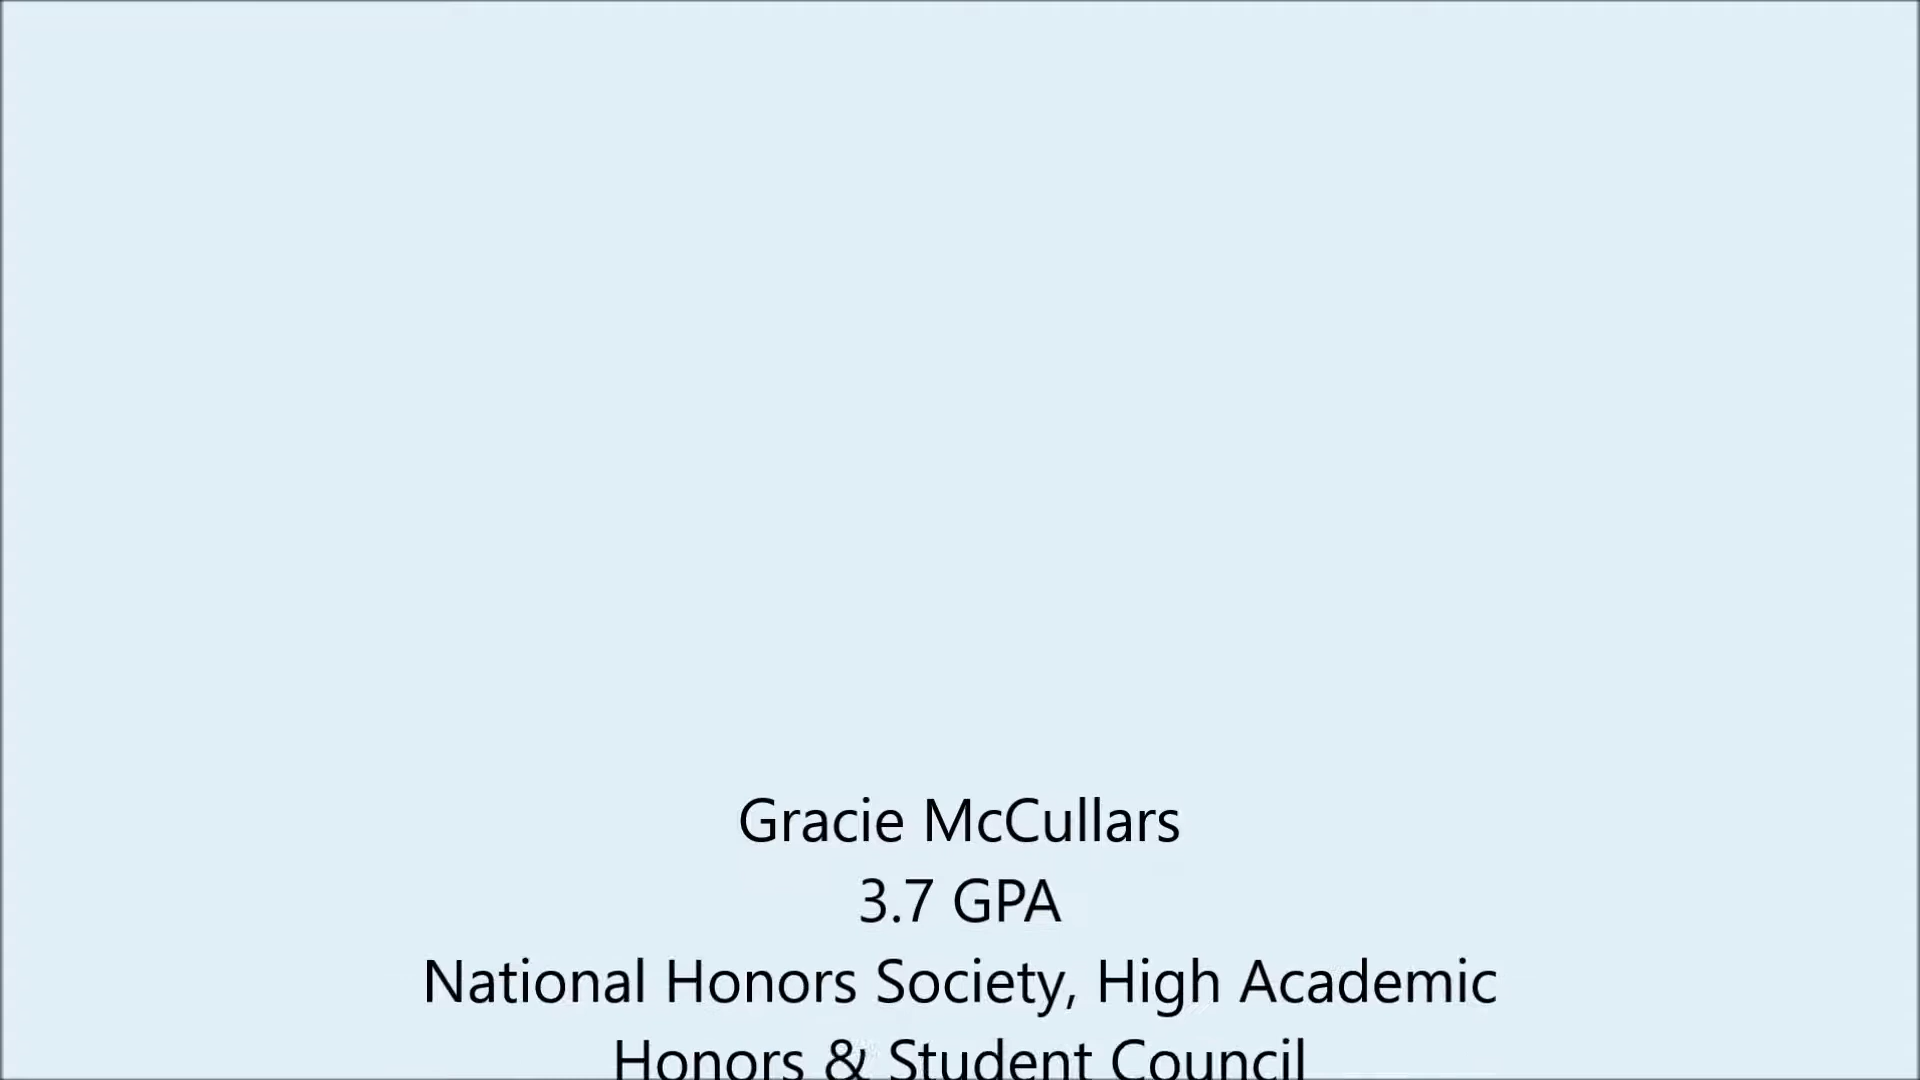 Gracie McCullars
3.7 GPA
National Honors Society, High Academic
Honors & Student Council